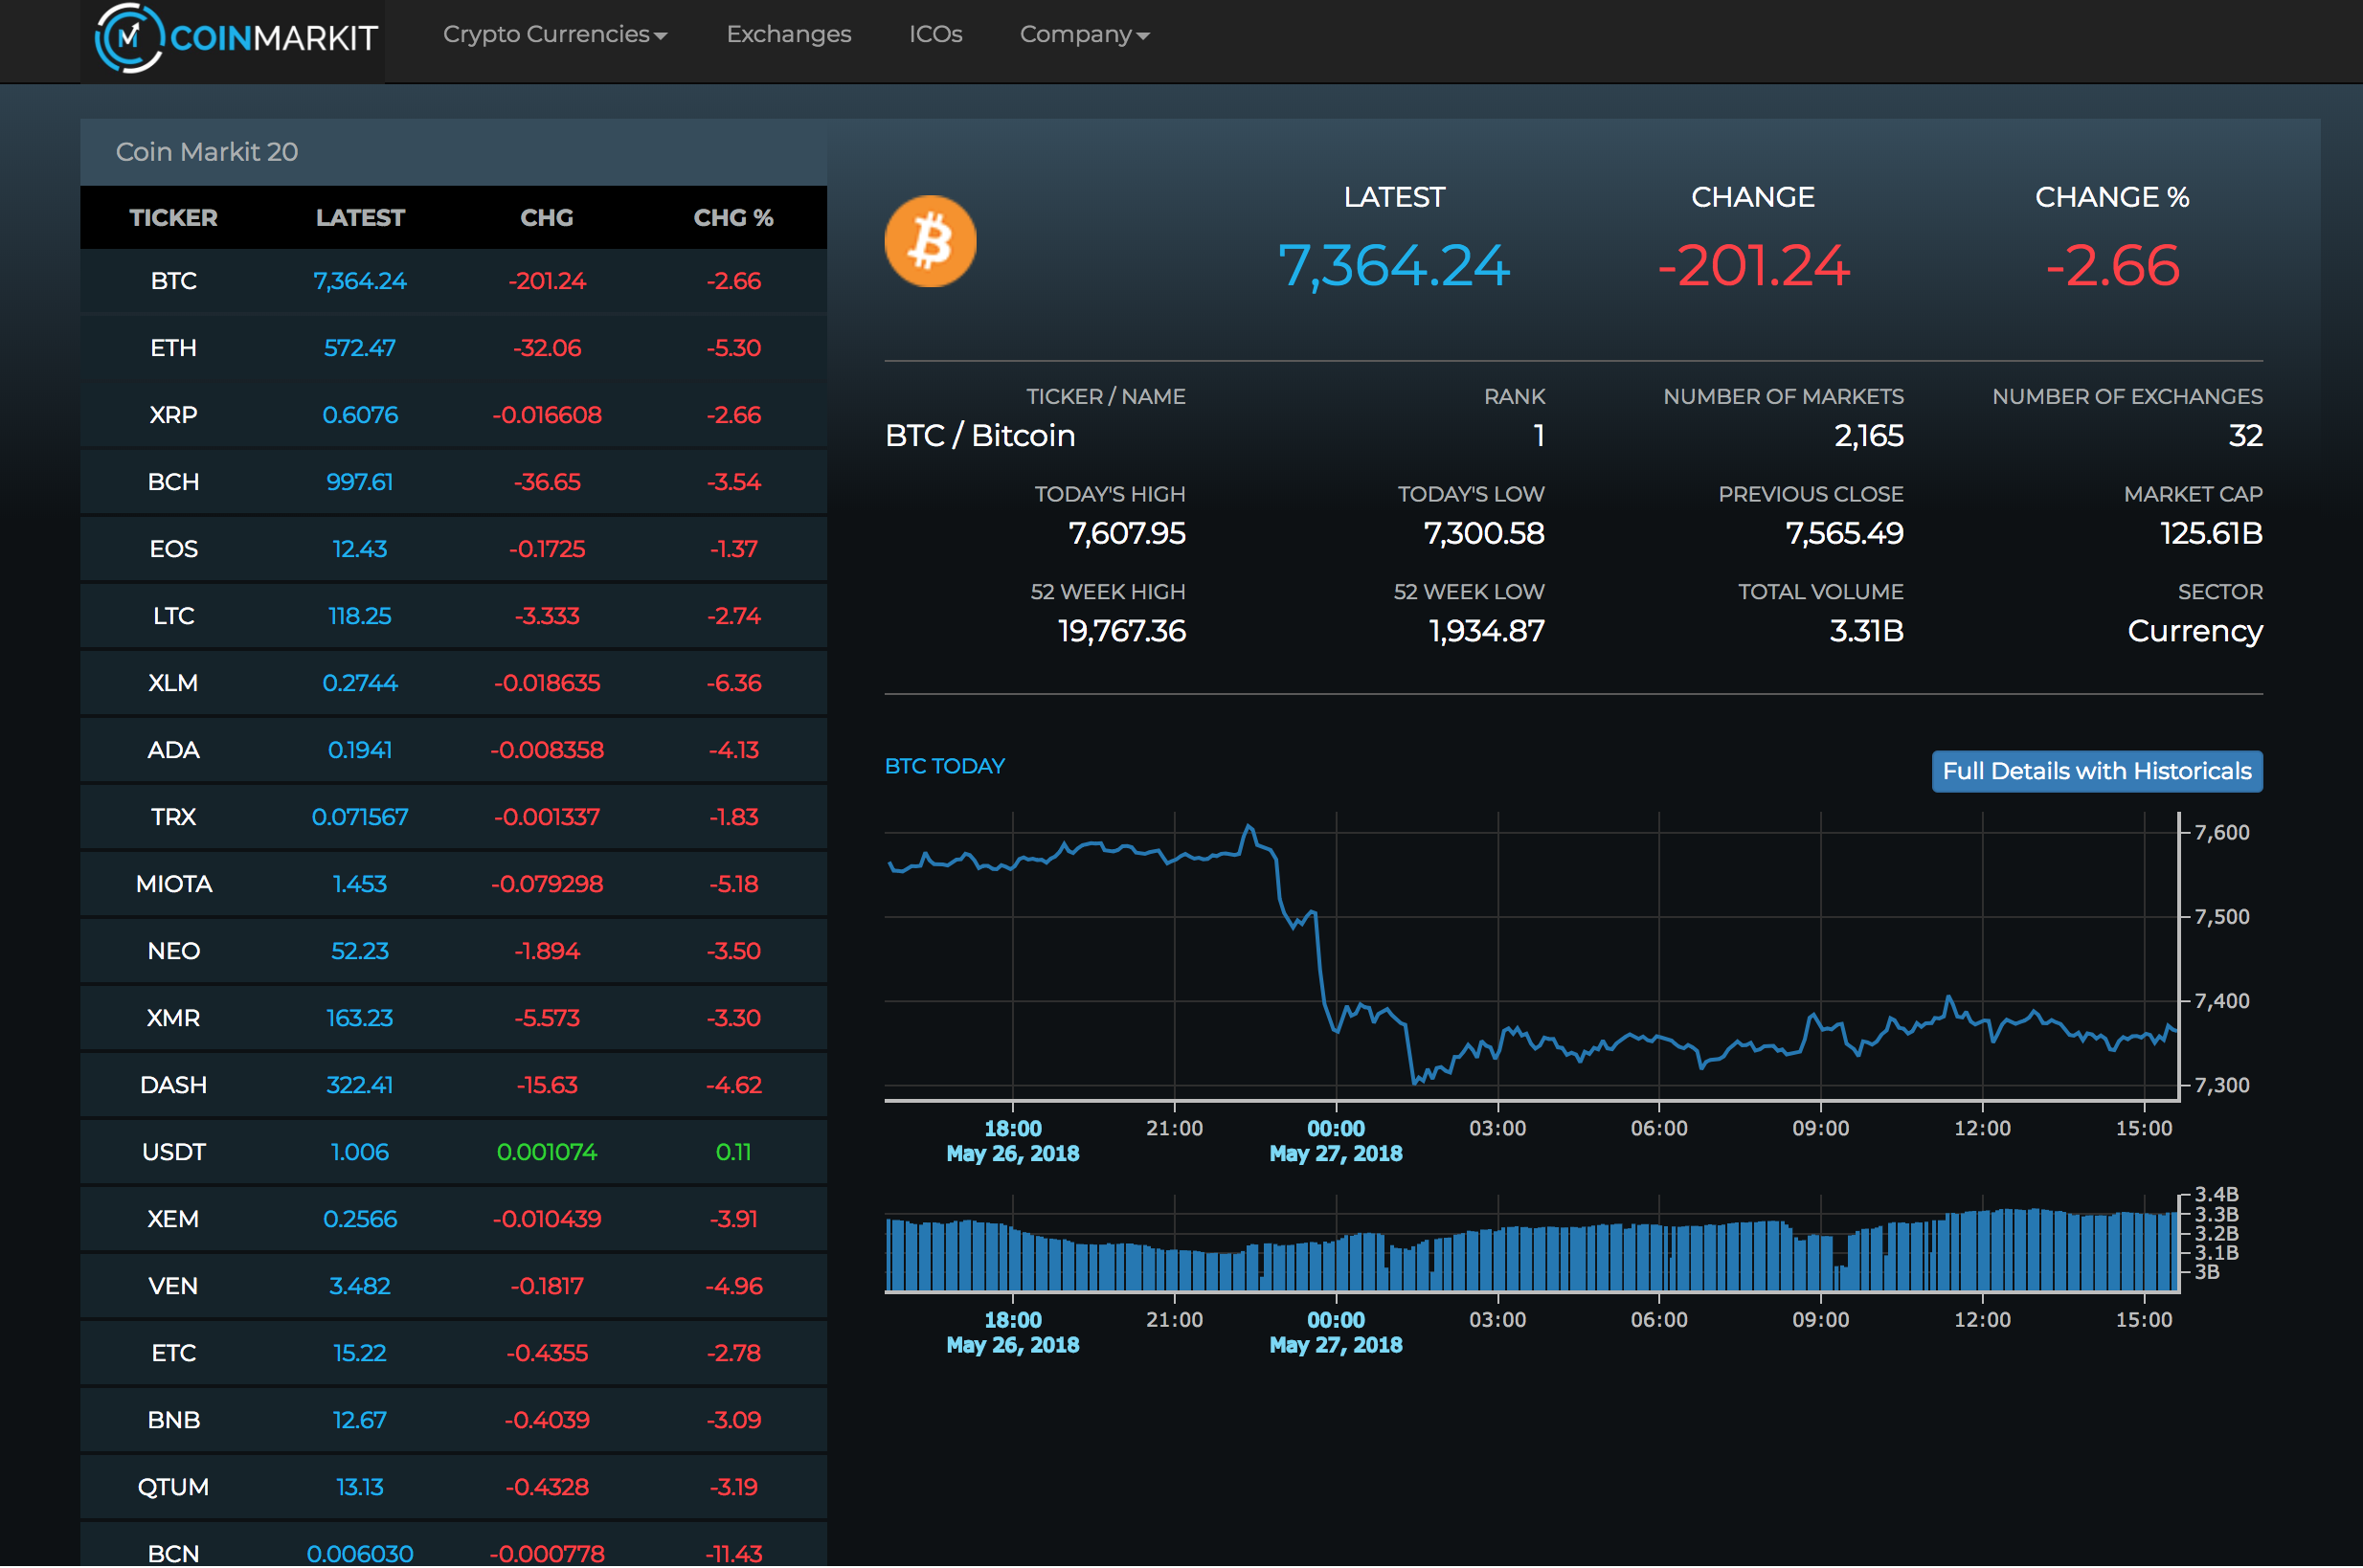 COINMARKIT
Crypto Currencies Exchanges ICOs Company
Coin Markit 20
TICKER LATEST CHG CHG %
BTC 7,364.24 -201.24 -2.66
ETH 572.47 -32.06 -5.30
XRP 0.6076 -0.016608 -2.66
BCH 997.61 -36.65 -3.54
EOS 12.43 -0.1725 -1.37
LTC 118.25 -3.333 -2.74
XLM 0.2744 -0.018635 -6.36
ADA 0.1941 -0.008358 -4.13
TRX 0.071567 -0.001337 -1.83
MIOTA 1.453 -0.079298 -5.18
NEO 52.23 -1.894 -3.50
XMR 163.23 -5.573 -3.30
DASH 322.41 -15.63 -4.62
USDT 1.006 0.001074 0.11
XEM 0.2566 -0.010439 -3.91
VEN 3.482 -0.1817 -4.96
ETC 15.22 -0.4355 -2.78
BNB 12.67 -0.4039 -3.09
QTUM 13.13 -0.4328 -3.19
BCN 0.006030 -0.000778 -11.43
LATEST CHANGE CHANGE %
7,364.24 -201.24 -2.66
TICKER / NAME RANK NUMBER OF MARKETS NUMBER OF EXCHANGES
BTC / Bitcoin 1 2,165 32
TODAY'S HIGH TODAY'S LOW PREVIOUS CLOSE MARKET CAP
7,607.95 7,300.58 7,565.49 125.61B
52 WEEK HIGH 52 WEEK LOW TOTAL VOLUME SECTOR
19,767.36 1,934.87 3.31B Currency
BTC TODAY Full Details with Historicals
7,600
7,500
7,400
7,300
18:00 21:00 00:00 03:00 06:00 09:00 12:00 15:00
May 26, 2018 May 27, 2018
3.4B
3.3B
3.2B
3.1B
3B
18:00 21:00 00:00 03:00 06:00 09:00 12:00 15:00
May 26, 2018 May 27, 2018